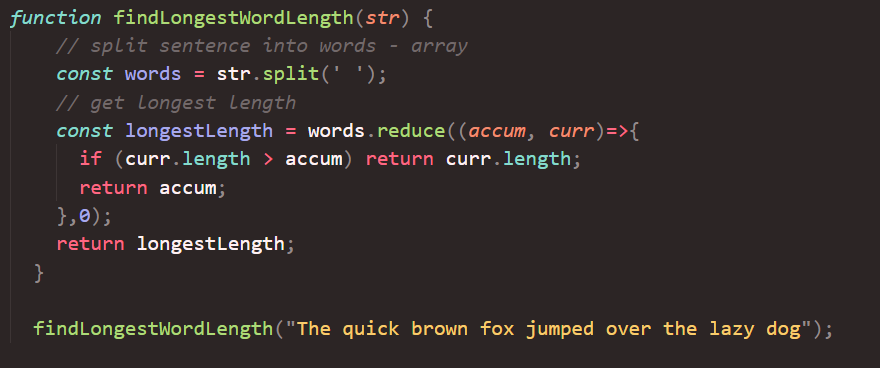 function findLongestWordLength(str) {
    // split sentence into words - array
    const words = str.split(' ');
    // get longest length
    const longestLength = words.reduce((accum, curr)=>{
      if (curr.length > accum) return curr.length;
      return accum;
    },0);
    return longestLength;
  }

  findLongestWordLength("The quick brown fox jumped over the lazy dog");